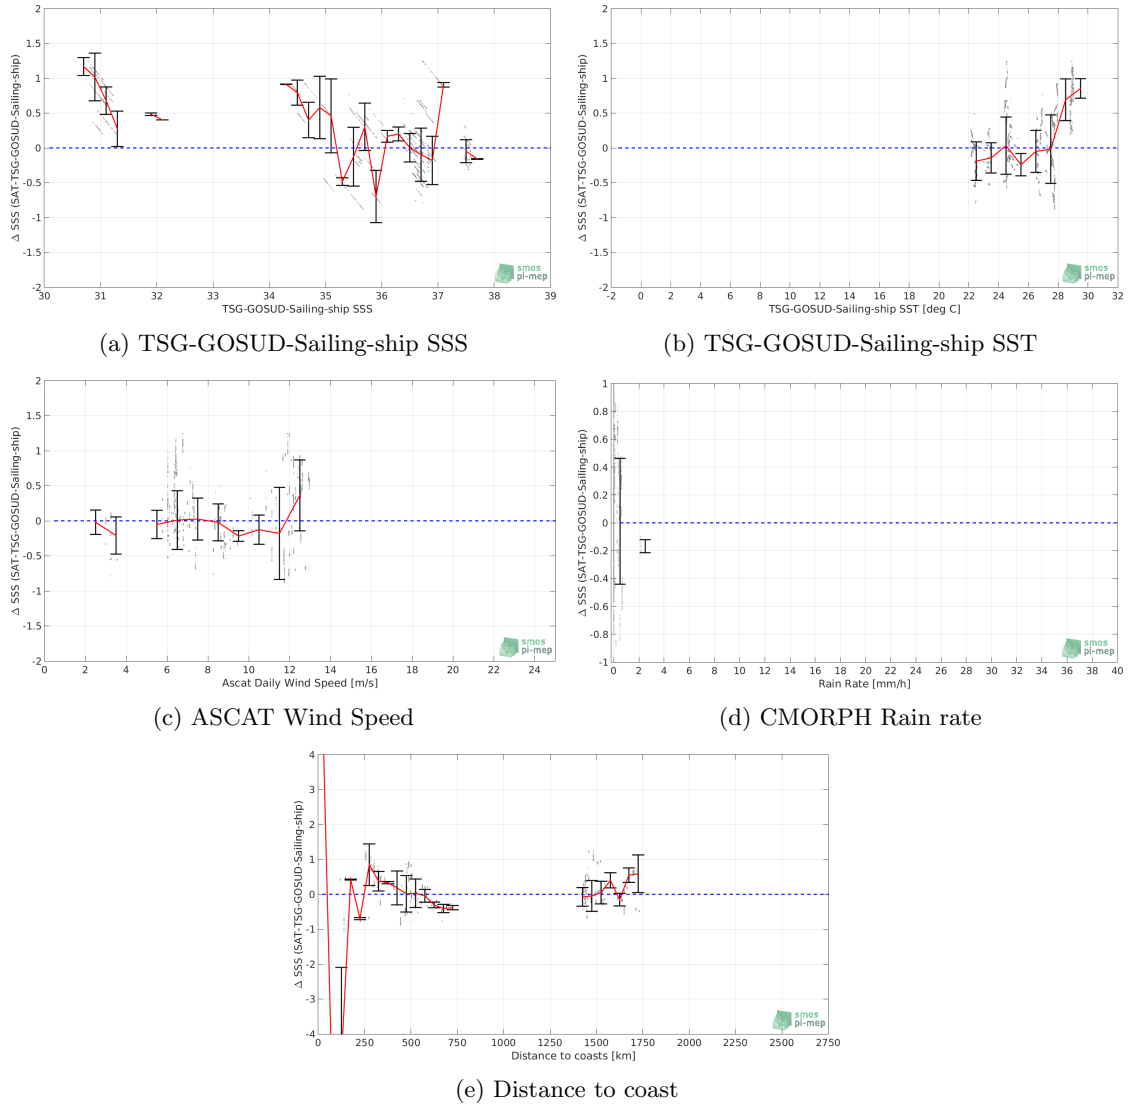 2
1.5
1
0.5
0
-0.5
-1
-1.5
-2
Δ SSS (SAT-TSG-GOSUD-Sailing-ship)
30 31 32 33 34 35 36 37 38 39
TSG-GOSUD-Sailing-ship SSS
smos
pi-mep
(a) TSG-GOSUD-Sailing-ship SSS
2
1.5
1
0.5
0
-0.5
-1
-1.5
-2
Δ SSS (SAT-TSG-GOSUD-Sailing-ship)
-2 0 2 4 6 8 10 12 14 16 18 20 22 24 26 28 30 32
TSG-GOSUD-Sailing-ship SST [deg C]
smos
pi-mep
(b) TSG-GOSUD-Sailing-ship SST
2
1.5
1
0.5
0
-0.5
-1
-1.5
-2
Δ SSS (SAT-TSG-GOSUD-Sailing-ship)
0 2 4 6 8 10 12 14 16 18 20 22 24
Ascat Daily Wind Speed [m/s]
smos
pi-mep
(c) ASCAT Wind Speed
1
0.8
0.6
0.4
0.2
0
-0.2
-0.4
-0.6
-0.8
-1
Δ SSS (SAT-TSG-GOSUD-Sailing-ship)
0 2 4 6 8 10 12 14 16 18 20 22 24 26 28 30 32 34 36 38 40
Rain Rate [mm/h]
smos
pi-mep
(d) CMORPH Rain rate
4
3
2
1
0
-1
-2
-3
-4
Δ SSS (SAT-TSG-GOSUD-Sailing-ship)
0 250 500 750 1000 1250 1500 1750 2000 2250 2500 2750
Distance to coasts [km]
smos
pi-mep
(e) Distance to coast